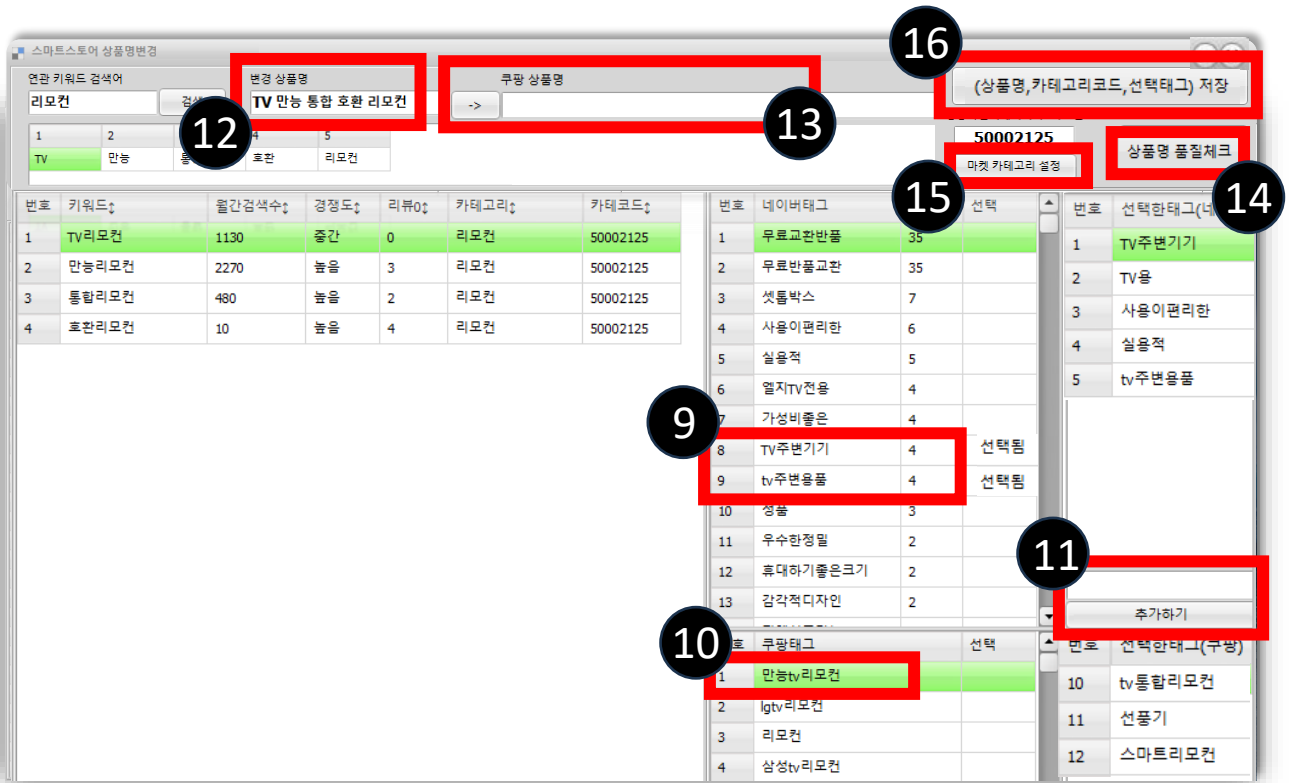 16
스마트스토어 상품명변경
연관 키워드 검색어
변경 상품명
쿠팡 상품명
(상품명,카테고리코드,선택태그) 저장
리모컨
TV 만능 통합 호환 리모컨
->
12
13
1 2 4 5
50002125
상품명 품질체크
TV 만능 호환 리모컨
마켓 카테고리 설정
15
14
번호 키워드↕ 월간검색수↕ 경쟁도↕ 리뷰0↕ 카테고리↕ 카테코드↕
1 TV리모컨 1130 중간 0 리모컨 50002125
2 만능리모컨 2270 높음 3 리모컨 50002125
3 통합리모컨 480 높음 2 리모컨 50002125
4 호환리모컨 10 높음 4 리모컨 50002125
번호 네이버태그 선택
1 무료교환반품 35
2 무료반품교환 35
3 셋톱박스 7
4 사용이편리한 6
5 실용적 5
6 엘지TV전용 4
7 가성비좋은 4
9
8 TV주변기기 4 선택됨
9 tv주변용품 4 선택됨
10 정품 3
11 우수한정밀 2
12 휴대하기좋은크기 2
13 감각적디자인 2
번호 선택한태그
1 TV주변기기
2 TV용
3 사용이편리한
4 실용적
5 tv주변용품
11
추가하기
10
쿠팡태그 선택
1 만능tv리모컨
2 lgtv리모컨
3 리모컨
4 삼성tv리모컨
번호 선택한태그(쿠팡)
10 tv통합리모컨
11 선풍기
12 스마트리모컨